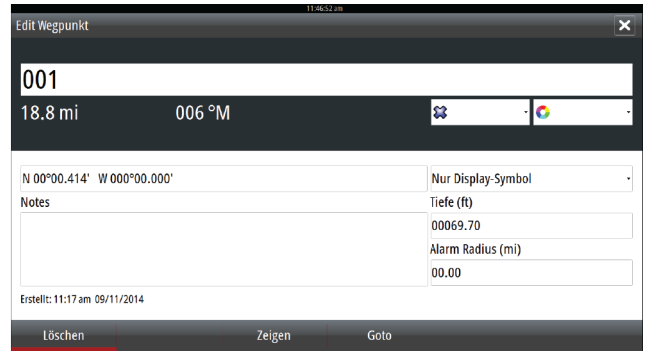 11:46:52 am
Edit Wegpunkt
001
18.8 mi 006 °M
N 00°00.414' W 000°00.000' Nur Display-Symbol
Notes Tiefe (ft)
00069.70
Alarm Radius (mi)
00.00
Erstellt: 11:17 am 09/11/2014
Löschen Zeigen Goto